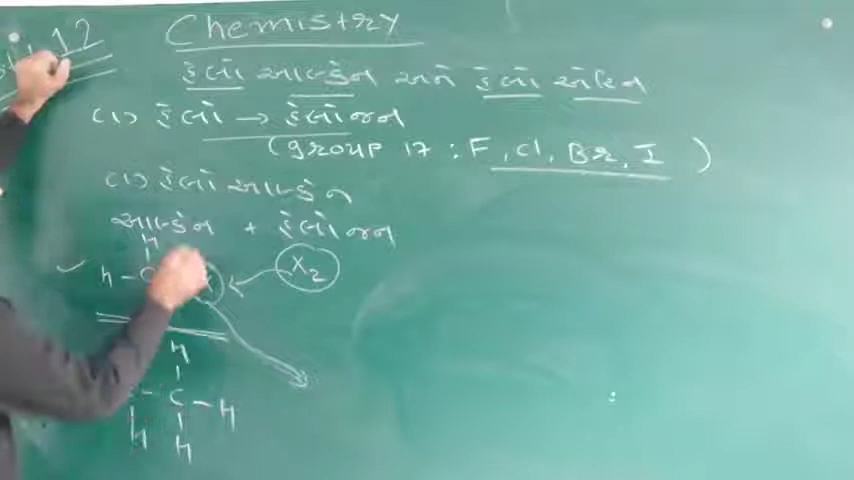 12
Chemistry
હેલો આલ્કેન અને હેલો એરિન
(1) હેલો → હેલોજન
(group 17 : F, Cl, Br, I )
(1) હેલો આલ્કેન
આલ્કેન + હેલોજન
H
H - C
X2
H
C - H
H H